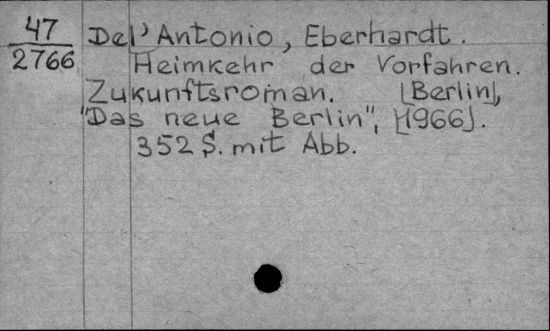 47 Del' Antonio, Eberhardt.
2766 Heimkehr der Vorfahren.
Zukunftsroman. [Berlin],
"Das neue Berlin", [1966].
352 S. mit Abb.